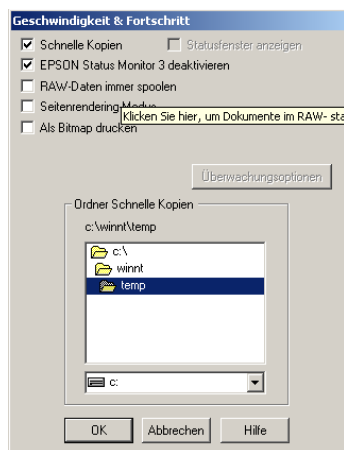 Geschwindigkeit & Fortschritt
Schnelle Kopien Statusfenster anzeigen
EPSON Status Monitor 3 deaktivieren
RAW-Daten immer spoolen
Seitenrendering-Modus
Klicken Sie hier, um Dokumente im RAW- sta
Als Bitmap drucken
Überwachungsoptionen
Ordner Schnelle Kopien
c:\winnt\temp
c:\
winnt
temp
c:
OK Abbrechen Hilfe